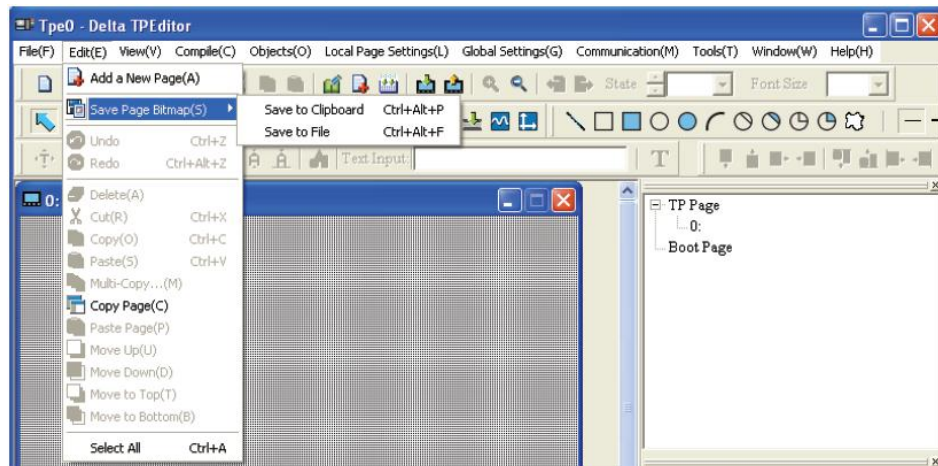 Tpe0 - Delta TPEditor
File(F) Edit(E) View(V) Compile(C) Objects(O) Local Page Settings(L) Global Settings(G) Communication(M) Tools(T) Window(W) Help(H)
Add a New Page(A)
State Font Size
Save Page Bitmap(S)
Save to Clipboard Ctrl+Alt+P
Save to File Ctrl+Alt+F
Undo Ctrl+Z
Redo Ctrl+Alt+Z
Text Input:
T
Delete(A)
Cut(R) Ctrl+X
Copy(O) Ctrl+C
Paste(S) Ctrl+V
Multi-Copy...(M)
Copy Page(C)
Paste Page(P)
Move Up(U)
Move Down(D)
Move to Top(T)
Move to Bottom(B)
Select All Ctrl+A
0:
TP Page
0:
Boot Page